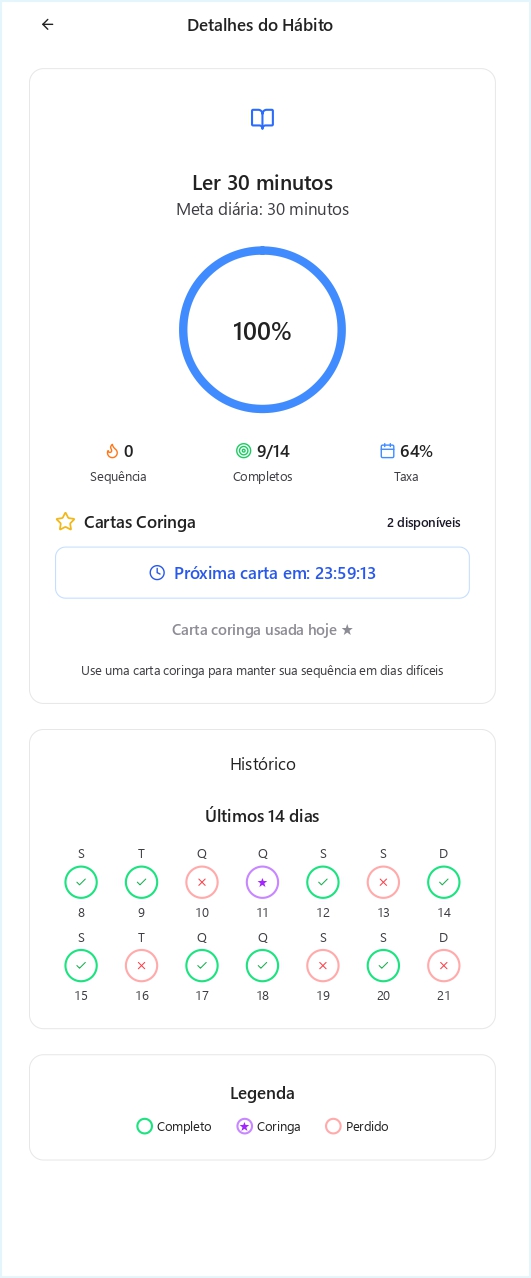 Detalhes do Hábito
Ler 30 minutos
Meta diária: 30 minutos
100%
0 9/14 64%
Sequência Completos Taxa
Cartas Coringa 2 disponíveis
Próxima carta em: 23:59:13
Carta coringa usada hoje ★
Use uma carta coringa para manter sua sequência em dias difíceis
Histórico
Últimos 14 dias
S T Q Q S S D
8 9 10 11 12 13 14
S T Q Q S S D
15 16 17 18 19 20 21
Legenda
Completo Coringa Perdido